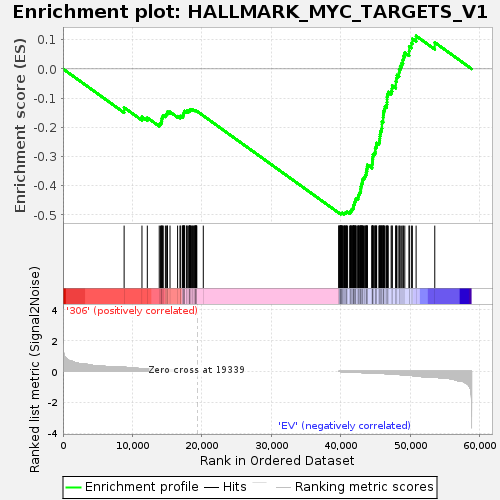 Enrichment plot: HALLMARK_MYC_TARGETS_V1
Enrichment score (ES)
0.1
0.0
-0.1
-0.2
-0.3
-0.4
-0.5
'306' (positively correlated)
Ranked list metric (Signal2Noise)
4
2
0
-2
-4
Zero cross at 19339
'EV' (negatively correlated)
0 10,000 20,000 30,000 40,000 50,000 60,000
Rank in Ordered Dataset
Enrichment profile Hits Ranking metric scores